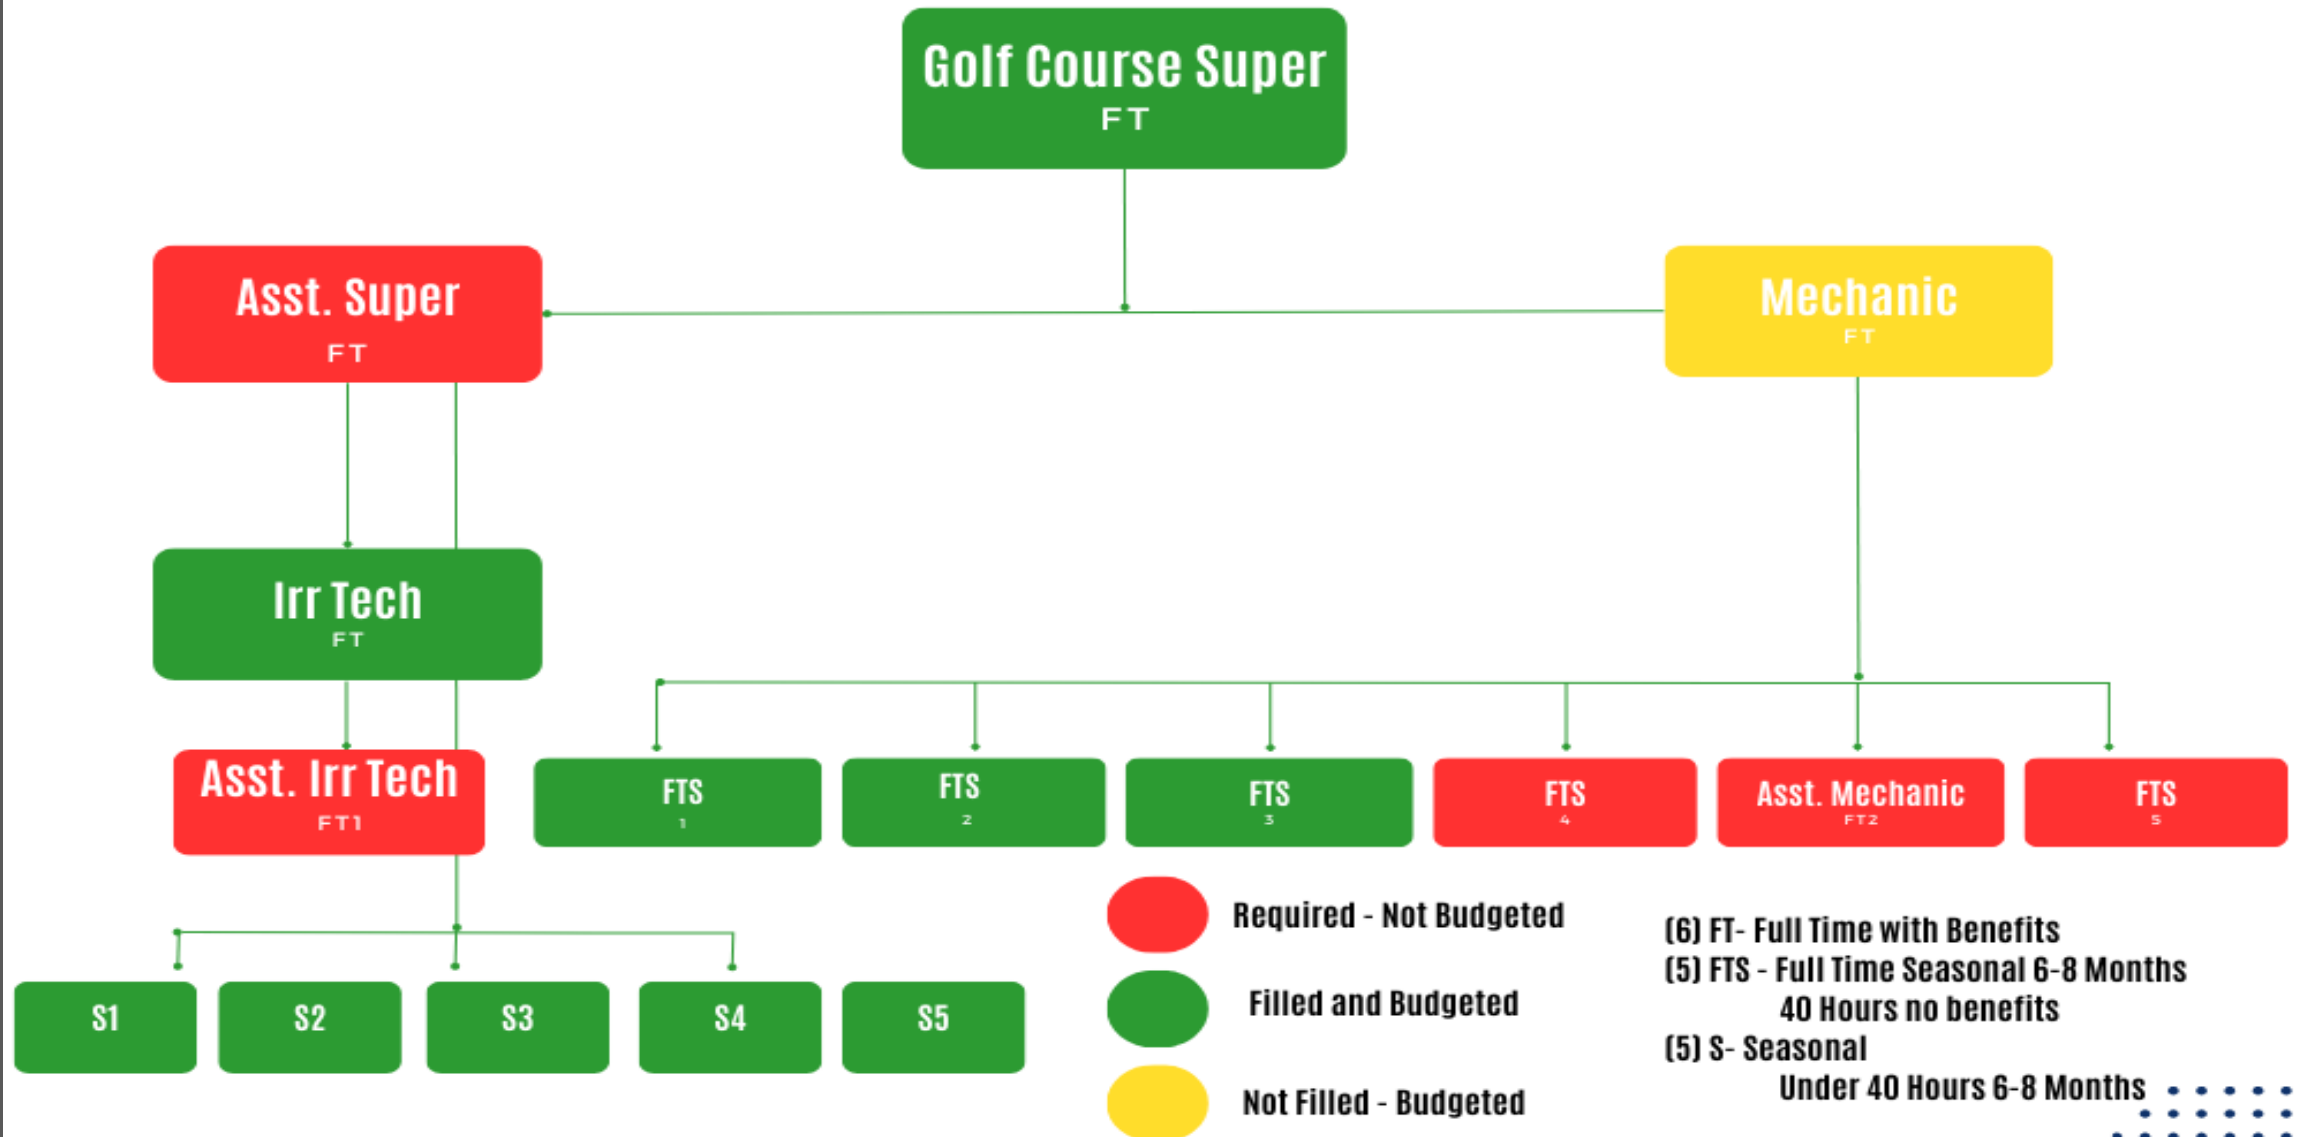 Golf Course Super
FT
Asst. Super
FT
Mechanic
FT
Irr Tech
FT
Asst. Irr Tech
FT1
FTS
1
FTS
2
FTS
3
FTS
4
Asst. Mechanic
FT2
FTS
5
S1
S2
S3
S4
S5
Required - Not Budgeted
Filled and Budgeted
Not Filled - Budgeted
(6) FT- Full Time with Benefits
(5) FTS - Full Time Seasonal 6-8 Months
40 Hours no benefits
(5) S- Seasonal
Under 40 Hours 6-8 Months